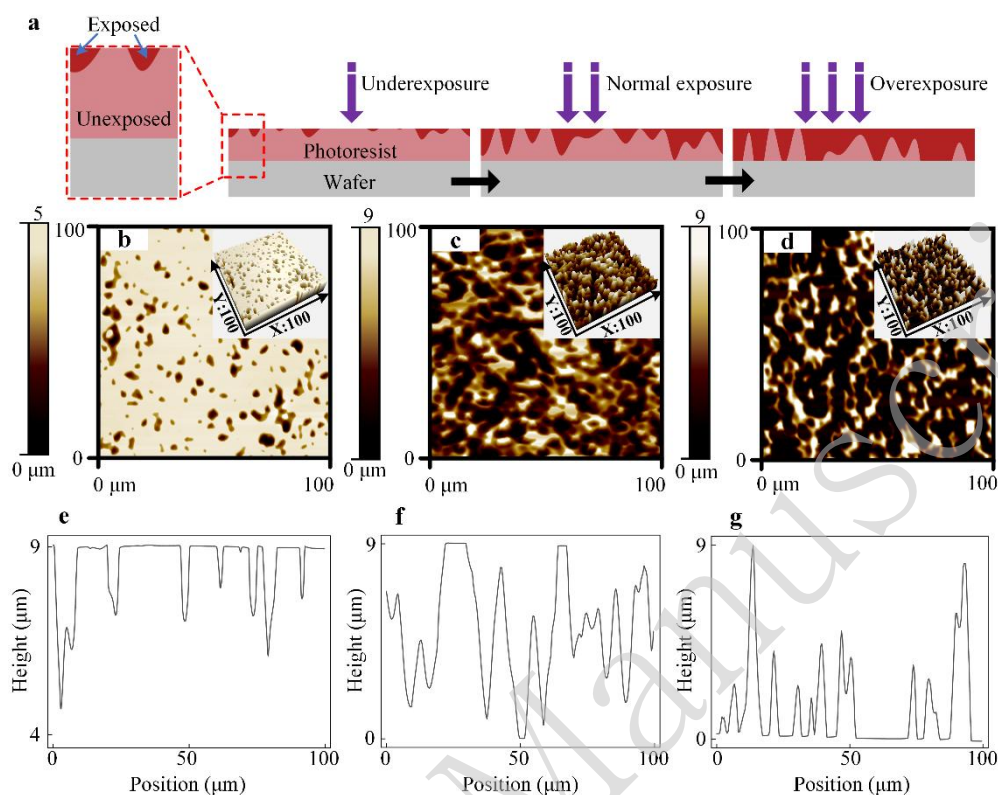 a
Exposed
Unexposed
Underexposure
Normal exposure
Overexposure
Photoresist
Wafer
5
0 μm
100
b
Y:100
X:100
0
0 μm
100
9
0 μm
100
c
Y:100
X:100
0
0 μm
100
9
0 μm
100
d
Y:100
X:100
0
0 μm
100
e
9
4
Height (μm)
0
50
100
Position (μm)
f
9
0
Height (μm)
0
50
100
Position (μm)
g
9
0
Height (μm)
0
50
100
Position (μm)